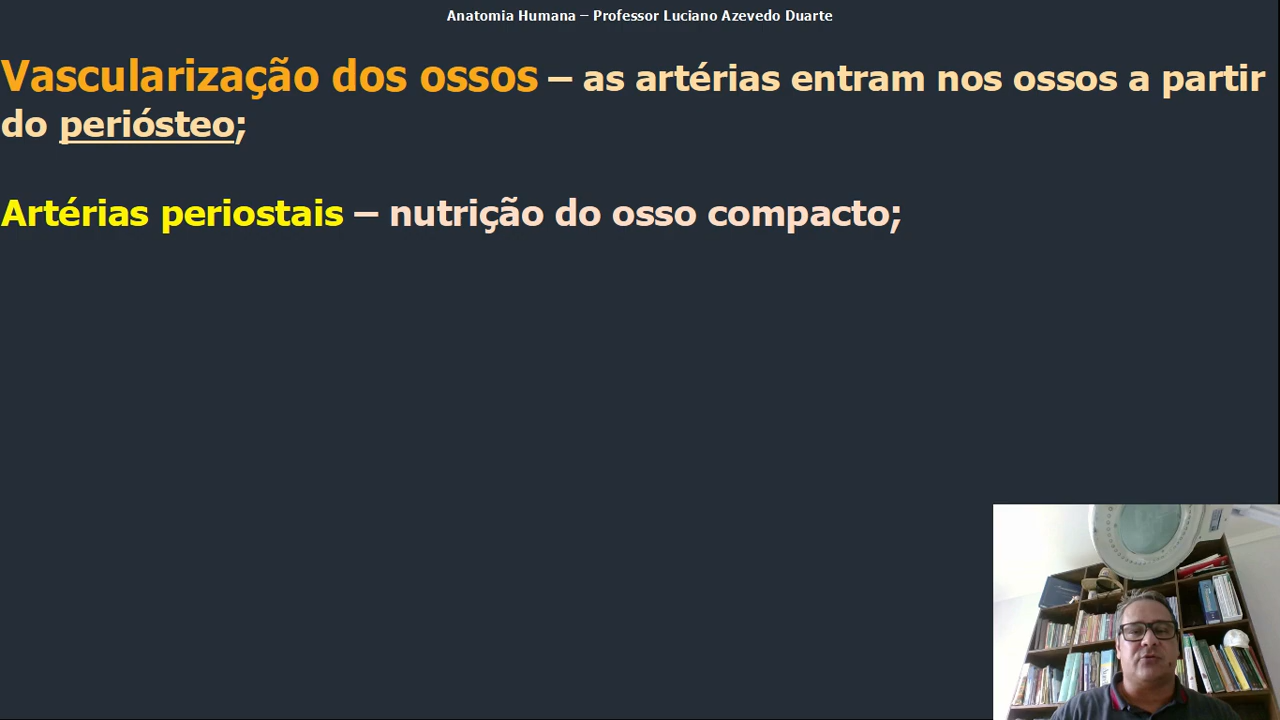 Anatomia Humana – Professor Luciano Azevedo Duarte
Vascularização dos ossos – as artérias entram nos ossos a partir
do periósteo;
Artérias periostais – nutrição do osso compacto;